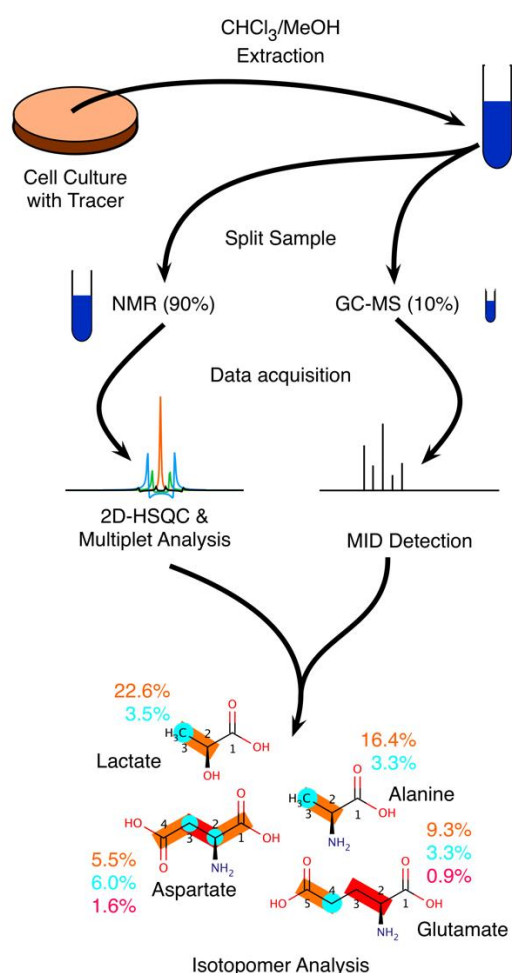 CHCl₃/MeOH
Extraction
Cell Culture
with Tracer
Split Sample
NMR (90%)
GC-MS (10%)
Data acquisition
2D-HSQC &
Multiplet Analysis
MID Detection
22.6%
3.5%
H₃C
3
2
1
O
OH
OH
Lactate
16.4%
3.3%
H₃C
3
2
1
O
OH
NH₂
Alanine
O
4
3
2
1
HO
O
OH
NH₂
5.5%
6.0%
1.6%
Aspartate
9.3%
3.3%
0.9%
O
HO
5
4
3
2
1
O
OH
NH₂
Glutamate
Isotopomer Analysis